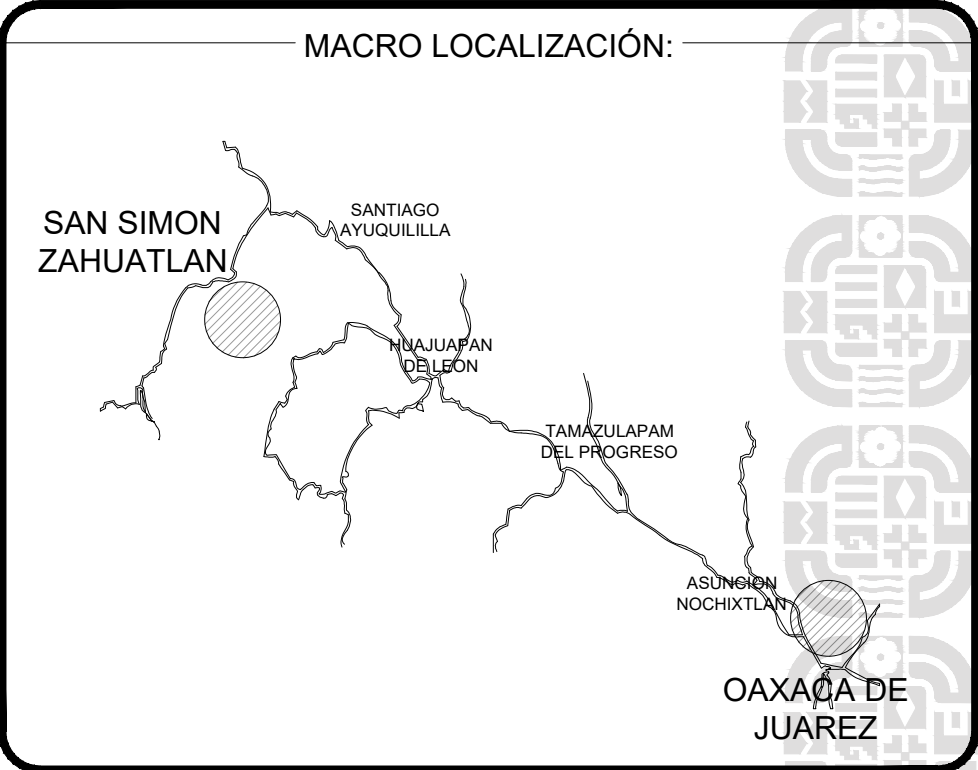 MACRO LOCALIZACIÓN:
SAN SIMON
ZAHUATLAN
SANTIAGO
AYUQUILILLA
HUAJUAPAN
DE LEON
TAMAZULAPAM
DEL PROGRESO
ASUNCION
NOCHIXTLAN
OAXACA DE
JUAREZ